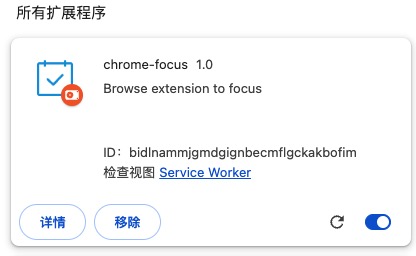 所有扩展程序
chrome-focus 1.0
Browse extension to focus
ID：bidlnammjgmdgignbecmflgckakbofim
检查视图 Service Worker
详情 移除